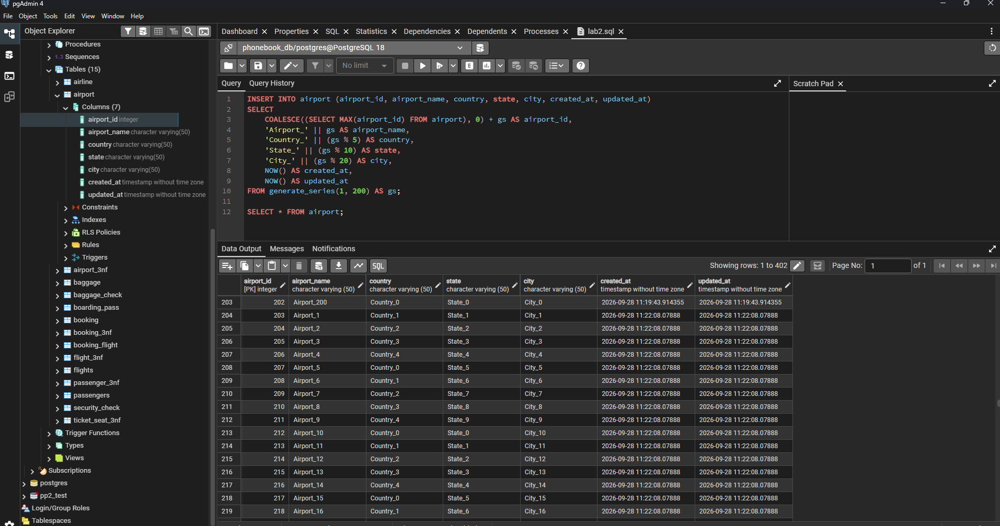 pgAdmin 4
File Object Tools Edit View Window Help
Object Explorer
Procedures
1..3 Sequences
Tables (15)
airline
airport
Columns (7)
airport_id integer
airport_name character varying(50)
country character varying(50)
state character varying(50)
city character varying(50)
created_at timestamp without time zone
updated_at timestamp without time zone
Constraints
Indexes
RLS Policies
Rules
Triggers
airport_3nf
baggage
baggage_check
boarding_pass
booking
booking_3nf
booking_flight
flight_3nf
flights
passenger_3nf
passengers
security_check
ticket_seat_3nf
Trigger Functions
Types
Views
Subscriptions
postgres
pp2_test
Login/Group Roles
Tablespaces
Dashboard Properties SQL Statistics Dependencies Dependents Processes lab2.sql
phonebook_db/postgres@PostgreSQL 18
No limit E
Query Query History
Scratch Pad
1 INSERT INTO airport (airport_id, airport_name, country, state, city, created_at, updated_at)
2 SELECT
3 COALESCE((SELECT MAX(airport_id) FROM airport), 0) + gs AS airport_id,
4 'Airport_' || gs AS airport_name,
5 'Country_' || (gs % 5) AS country,
6 'State_' || (gs % 10) AS state,
7 'City_' || (gs % 20) AS city,
8 NOW() AS created_at,
9 NOW() AS updated_at
10 FROM generate_series(1, 200) AS gs;
11
12 SELECT * FROM airport;
Data Output Messages Notifications
SQL Showing rows: 1 to 402 Page No: 1 of 1
airport_id airport_name country state city created_at updated_at
[PK] integer character varying (50) character varying (50) character varying (50) character varying (50) timestamp without time zone timestamp without time zone
203 202 Airport_200 Country_0 State_0 City_0 2026-09-28 11:19:43.914355 2026-09-28 11:19:43.914355
204 203 Airport_1 Country_1 State_1 City_1 2026-09-28 11:22:08.07888 2026-09-28 11:22:08.07888
205 204 Airport_2 Country_2 State_2 City_2 2026-09-28 11:22:08.07888 2026-09-28 11:22:08.07888
206 205 Airport_3 Country_3 State_3 City_3 2026-09-28 11:22:08.07888 2026-09-28 11:22:08.07888
207 206 Airport_4 Country_4 State_4 City_4 2026-09-28 11:22:08.07888 2026-09-28 11:22:08.07888
208 207 Airport_5 Country_0 State_5 City_5 2026-09-28 11:22:08.07888 2026-09-28 11:22:08.07888
209 208 Airport_6 Country_1 State_6 City_6 2026-09-28 11:22:08.07888 2026-09-28 11:22:08.07888
210 209 Airport_7 Country_2 State_7 City_7 2026-09-28 11:22:08.07888 2026-09-28 11:22:08.07888
211 210 Airport_8 Country_3 State_8 City_8 2026-09-28 11:22:08.07888 2026-09-28 11:22:08.07888
212 211 Airport_9 Country_4 State_9 City_9 2026-09-28 11:22:08.07888 2026-09-28 11:22:08.07888
213 212 Airport_10 Country_0 State_0 City_10 2026-09-28 11:22:08.07888 2026-09-28 11:22:08.07888
214 213 Airport_11 Country_1 State_1 City_11 2026-09-28 11:22:08.07888 2026-09-28 11:22:08.07888
215 214 Airport_12 Country_2 State_2 City_12 2026-09-28 11:22:08.07888 2026-09-28 11:22:08.07888
216 215 Airport_13 Country_3 State_3 City_13 2026-09-28 11:22:08.07888 2026-09-28 11:22:08.07888
217 216 Airport_14 Country_4 State_4 City_14 2026-09-28 11:22:08.07888 2026-09-28 11:22:08.07888
218 217 Airport_15 Country_0 State_5 City_15 2026-09-28 11:22:08.07888 2026-09-28 11:22:08.07888
219 218 Airport_16 Country_1 State_6 City_16 2026-09-28 11:22:08.07888 2026-09-28 11:22:08.07888